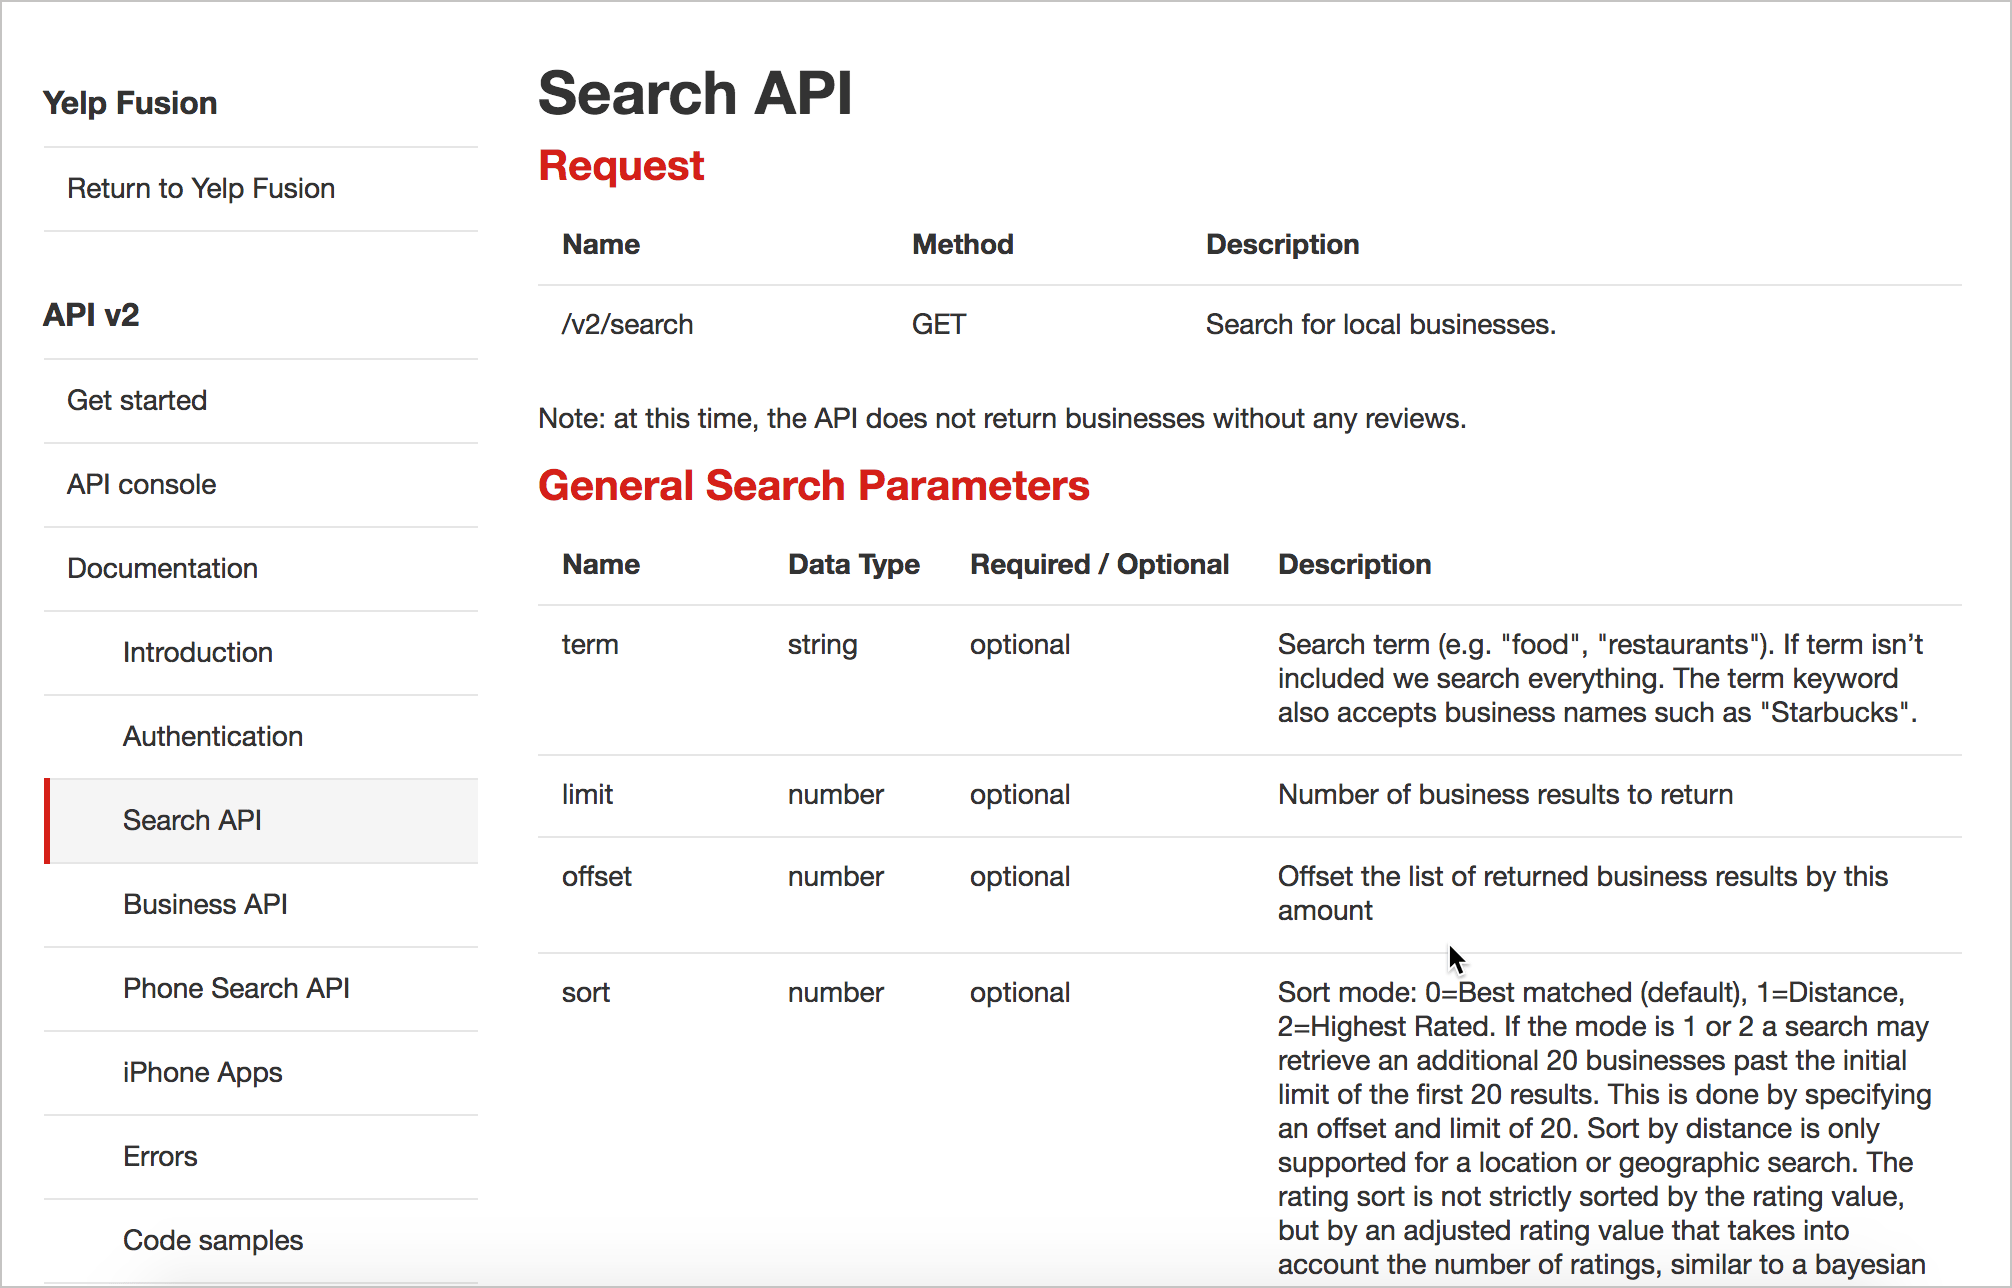 Yelp Fusion
Return to Yelp Fusion
API v2
Get started
API console
Documentation
Introduction
Authentication
Search API
Business API
Phone Search API
iPhone Apps
Errors
Code samples
Search API
Request
Name Method Description
/v2/search GET Search for local businesses.
Note: at this time, the API does not return businesses without any reviews.
General Search Parameters
Name Data Type Required / Optional Description
term string optional Search term (e.g. "food", "restaurants"). If term isn’t
included we search everything. The term keyword
also accepts business names such as "Starbucks".
limit number optional Number of business results to return
offset number optional Offset the list of returned business results by this
amount
sort number optional Sort mode: 0=Best matched (default), 1=Distance,
2=Highest Rated. If the mode is 1 or 2 a search may
retrieve an additional 20 businesses past the initial
limit of the first 20 results. This is done by specifying
an offset and limit of 20. Sort by distance is only
supported for a location or geographic search. The
rating sort is not strictly sorted by the rating value,
but by an adjusted rating value that takes into
account the number of ratings, similar to a bayesian